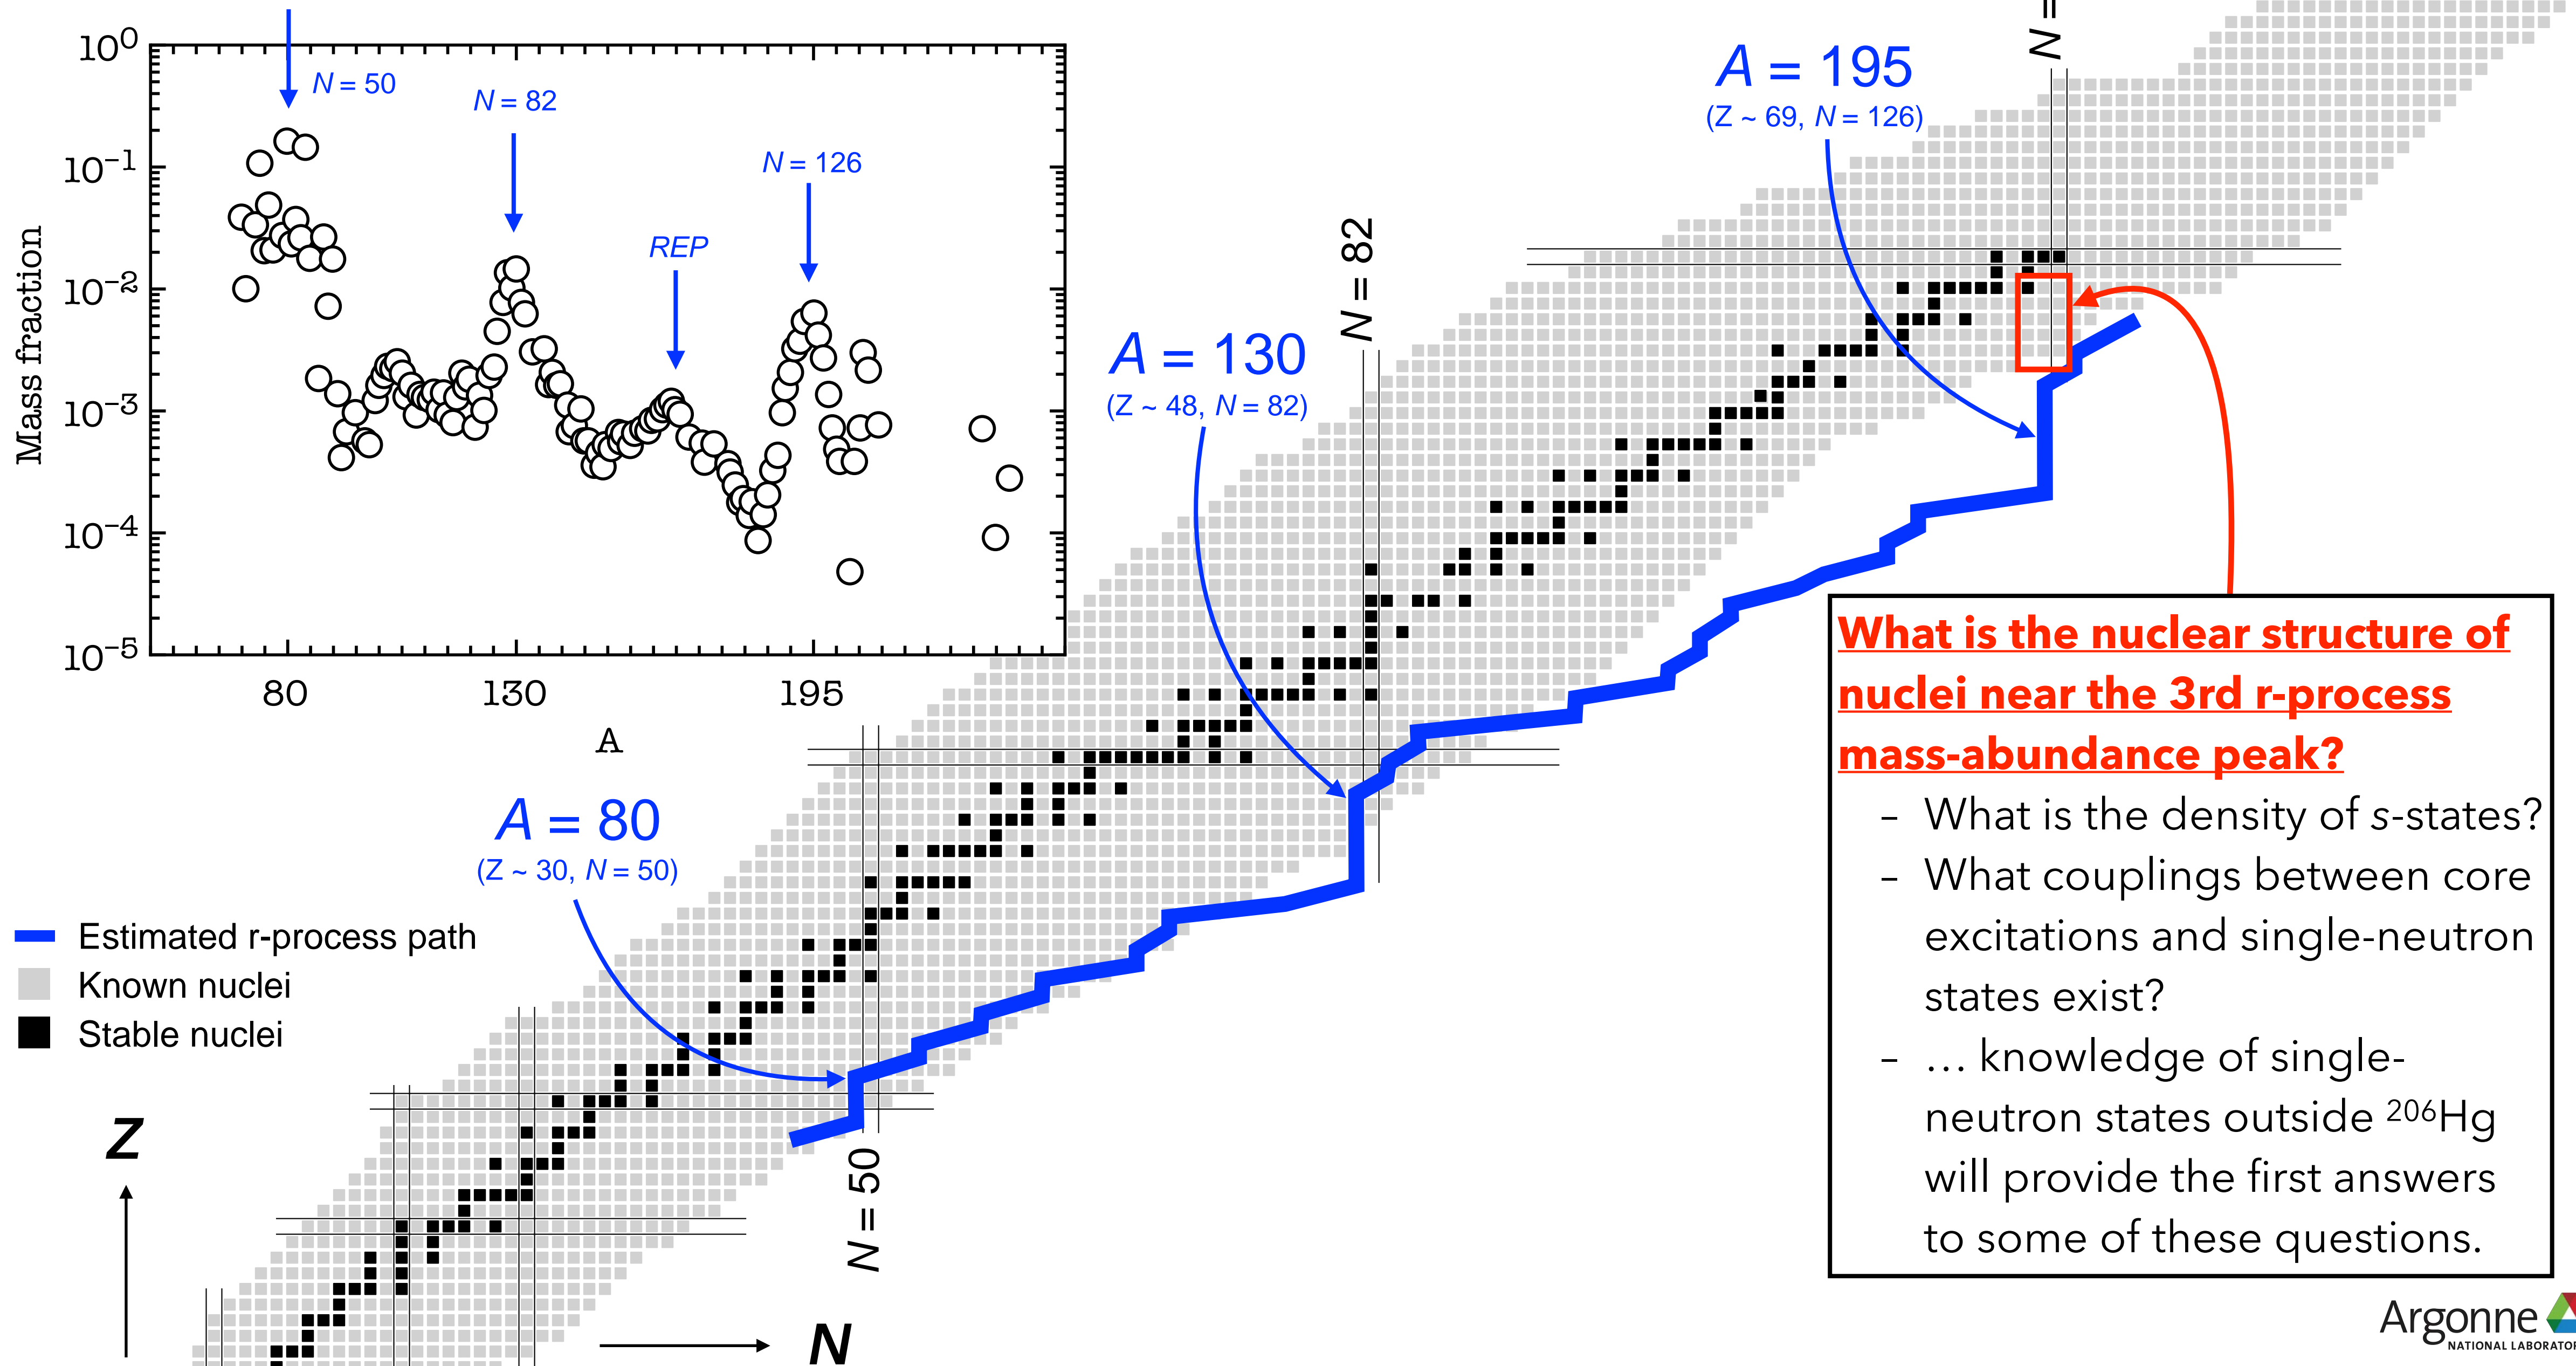 10⁰
10⁻¹
10⁻²
10⁻³
10⁻⁴
10⁻⁵
Mass fraction
N = 50
N = 82
REP
N = 126
80
130
195
A
A = 195
(Z ~ 69, N = 126)
N =
N = 82
A = 130
(Z ~ 48, N = 82)
A = 80
(Z ~ 30, N = 50)
N = 50
Estimated r-process path
Known nuclei
Stable nuclei
Z
N
What is the nuclear structure of
nuclei near the 3rd r-process
mass-abundance peak?
– What is the density of s-states?
– What couplings between core
excitations and single-neutron
states exist?
– … knowledge of single-
neutron states outside ²⁰⁶Hg
will provide the first answers
to some of these questions.
Argonne
NATIONAL LABORATO